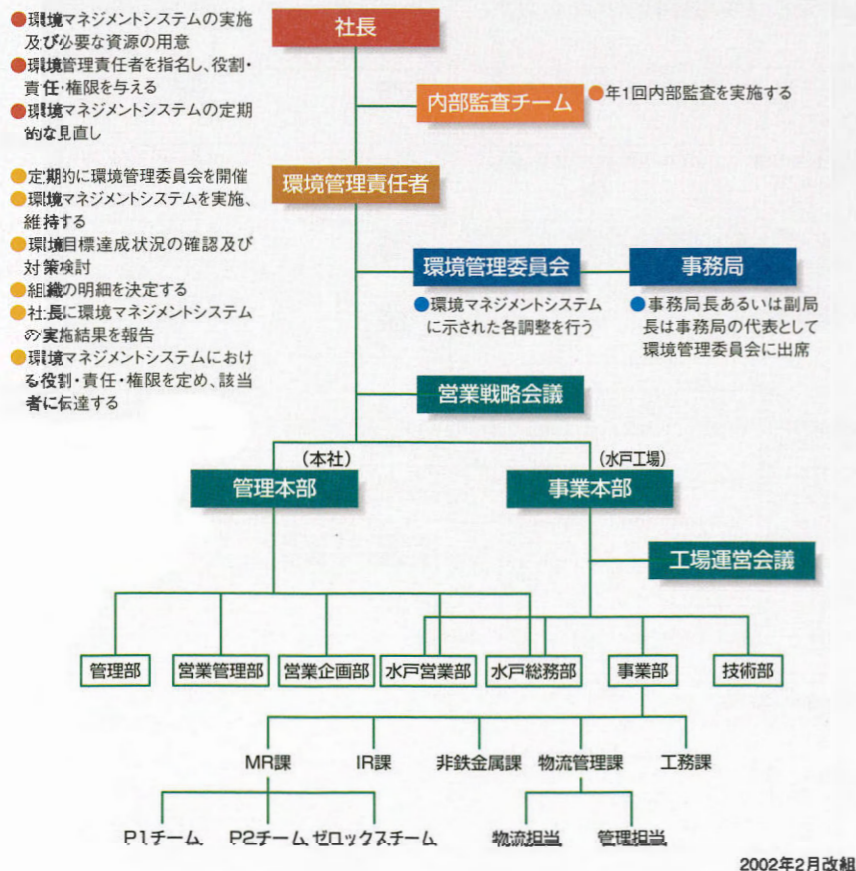 ●環境マネジメントシステムの実施
及び必要な資源の用意
●環境管理責任者を指名し、役割・
責任・権限を与える
●環境マネジメントシステムの定期
的な見直し
社長
内部監査チーム
●年1回内部監査を実施する
●定期的に環境管理委員会を開催
●環境マネジメントシステムを実施、
維持する
●環境目標達成状況の確認及び
対策検討
●組織の明細を決定する
●社長に環境マネジメントシステム
の実施結果を報告
●環境マネジメントシステムにおけ
る役割・責任・権限を定め、該当
者に伝達する
環境管理責任者
環境管理委員会
●環境マネジメントシステム
に示された各調整を行う
事務局
●事務局長あるいは副局
長は事務局の代表として
環境管理委員会に出席
営業戦略会議
(本社)
管理本部
(水戸工場)
事業本部
工場運営会議
管理部 営業管理部 営業企画部 水戸営業部 水戸総務部 事業部 技術部
MR課 IR課 非鉄金属課 物流管理課 工務課
P1チーム P2チーム ゼロックスチーム 物流担当 管理担当
2002年2月改組